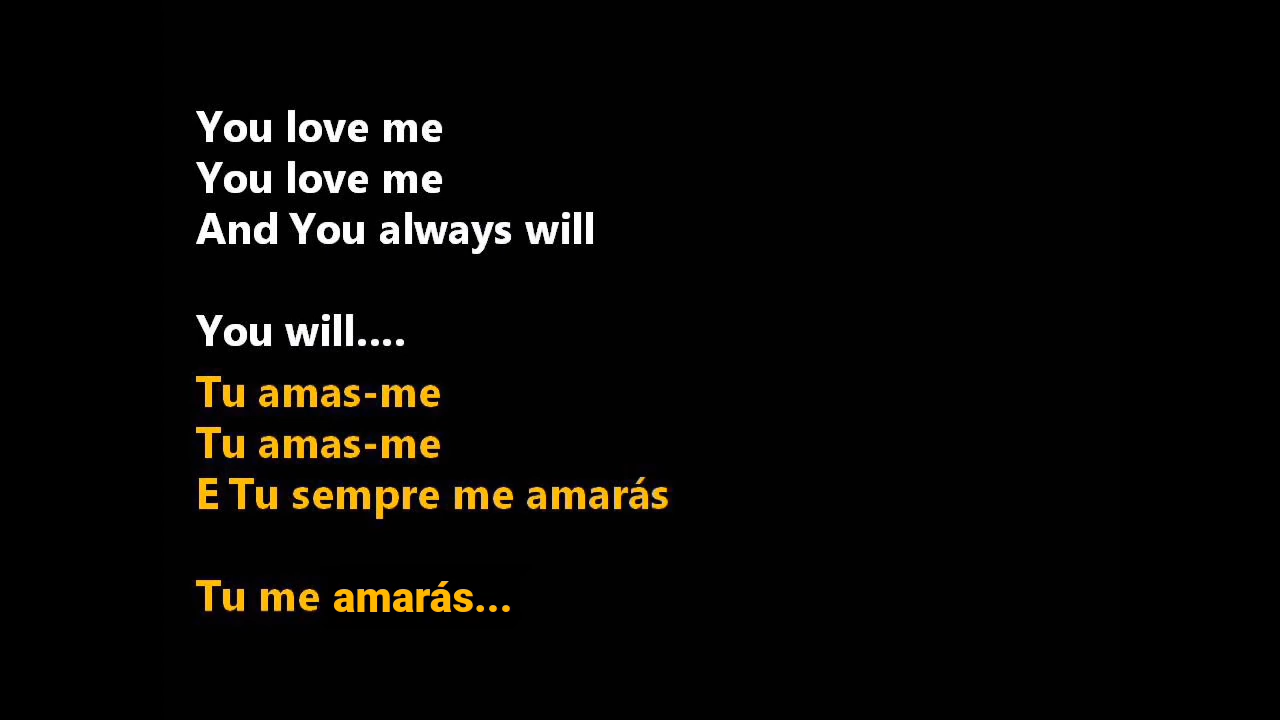 You love me
You love me
And You always will
You will....
Tu amas-me
Tu amas-me
E Tu sempre me amarás
Tu me amarás...